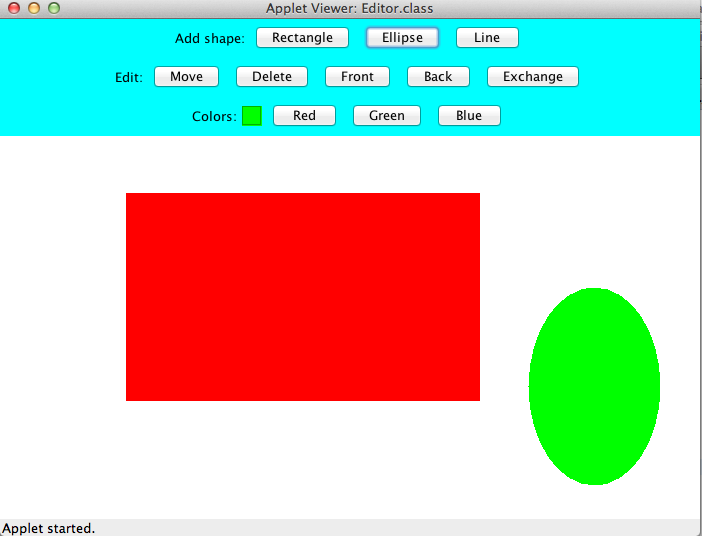 Applet Viewer: Editor.class
Add shape: Rectangle Ellipse Line
Edit: Move Delete Front Back Exchange
Colors: Red Green Blue
Applet started.